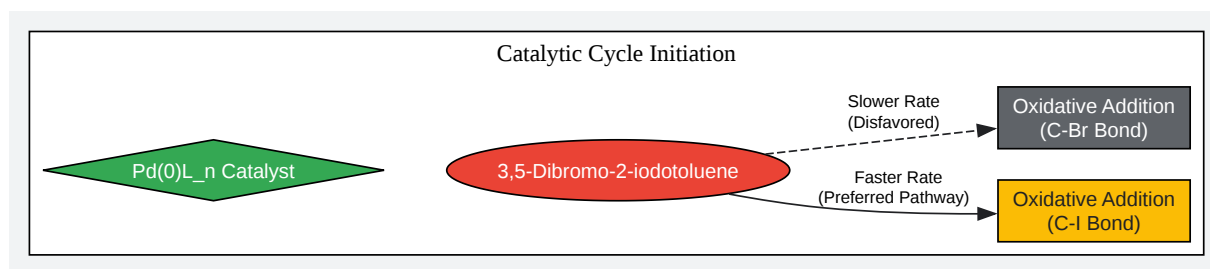 Catalytic Cycle Initiation
Pd(0)L_n Catalyst
3,5-Dibromo-2-iodotoluene
Slower Rate
(Disfavored)
Faster Rate
(Preferred Pathway)
Oxidative Addition
(C-Br Bond)
Oxidative Addition
(C-I Bond)